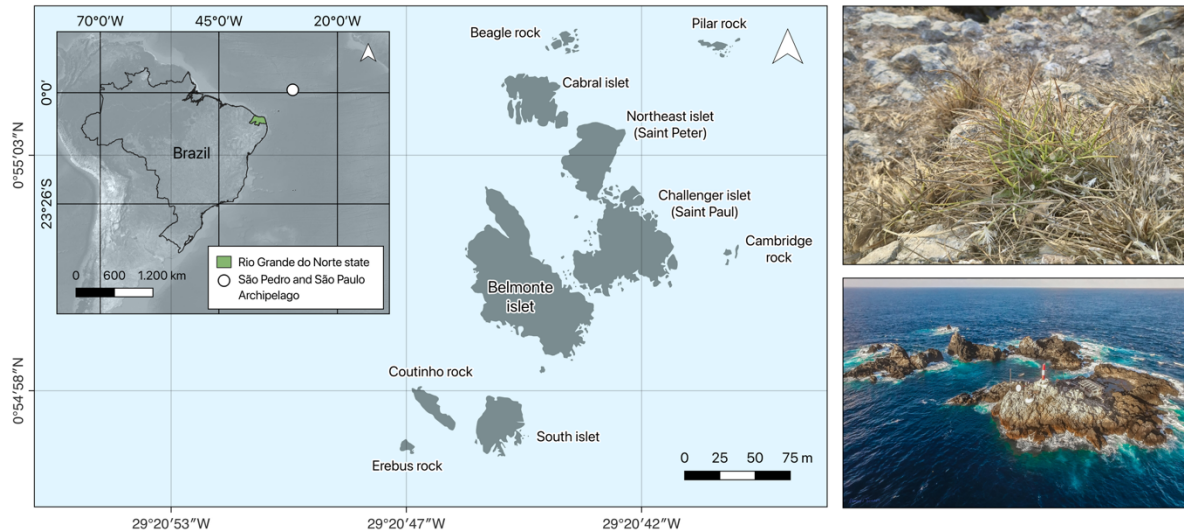 70°0'W 45°0'W 20°0'W
0°0'
23°26'S
Brazil
0 600 1.200 km
Rio Grande do Norte state
São Pedro and São Paulo
Archipelago
Beagle rock
Pilar rock
Cabral islet
Northeast islet
(Saint Peter)
Challenger islet
(Saint Paul)
Cambridge
rock
Belmonte
islet
Coutinho rock
South islet
Erebus rock
0 25 50 75 m
0°55'03"N
0°54'58"N
29°20'53"W 29°20'47"W 29°20'42"W